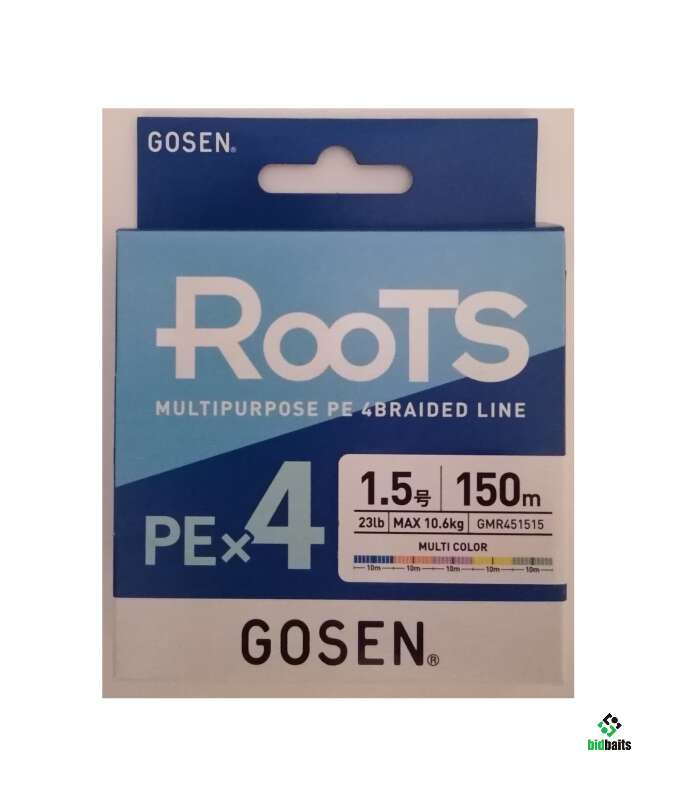 GOSEN®
ROOTS
MULTIPURPOSE PE 4BRAIDED LINE
PE×4
1.5号 150m
23lb MAX 10.6kg GMR451515
MULTI COLOR
10m 10m 10m 10m 10m
GOSEN®
bidbaits